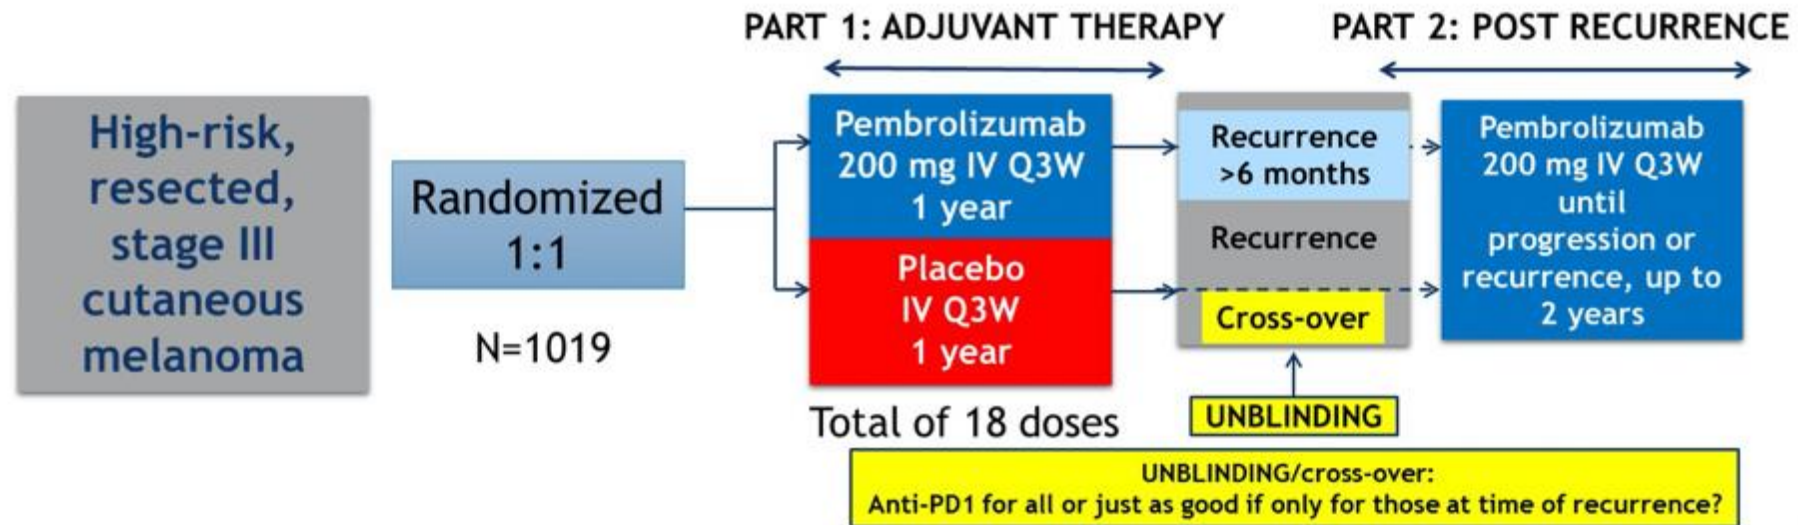 PART 1: ADJUVANT THERAPY
PART 2: POST RECURRENCE
High-risk,
resected,
stage III
cutaneous
melanoma
Randomized
1:1
N=1019
Pembrolizumab
200 mg IV Q3W
1 year
Placebo
IV Q3W
1 year
Total of 18 doses
Recurrence
>6 months
Recurrence
Cross-over
UNBLINDING
Pembrolizumab
200 mg IV Q3W
until
progression or
recurrence, up to
2 years
UNBLINDING/cross-over:
Anti-PD1 for all or just as good if only for those at time of recurrence?